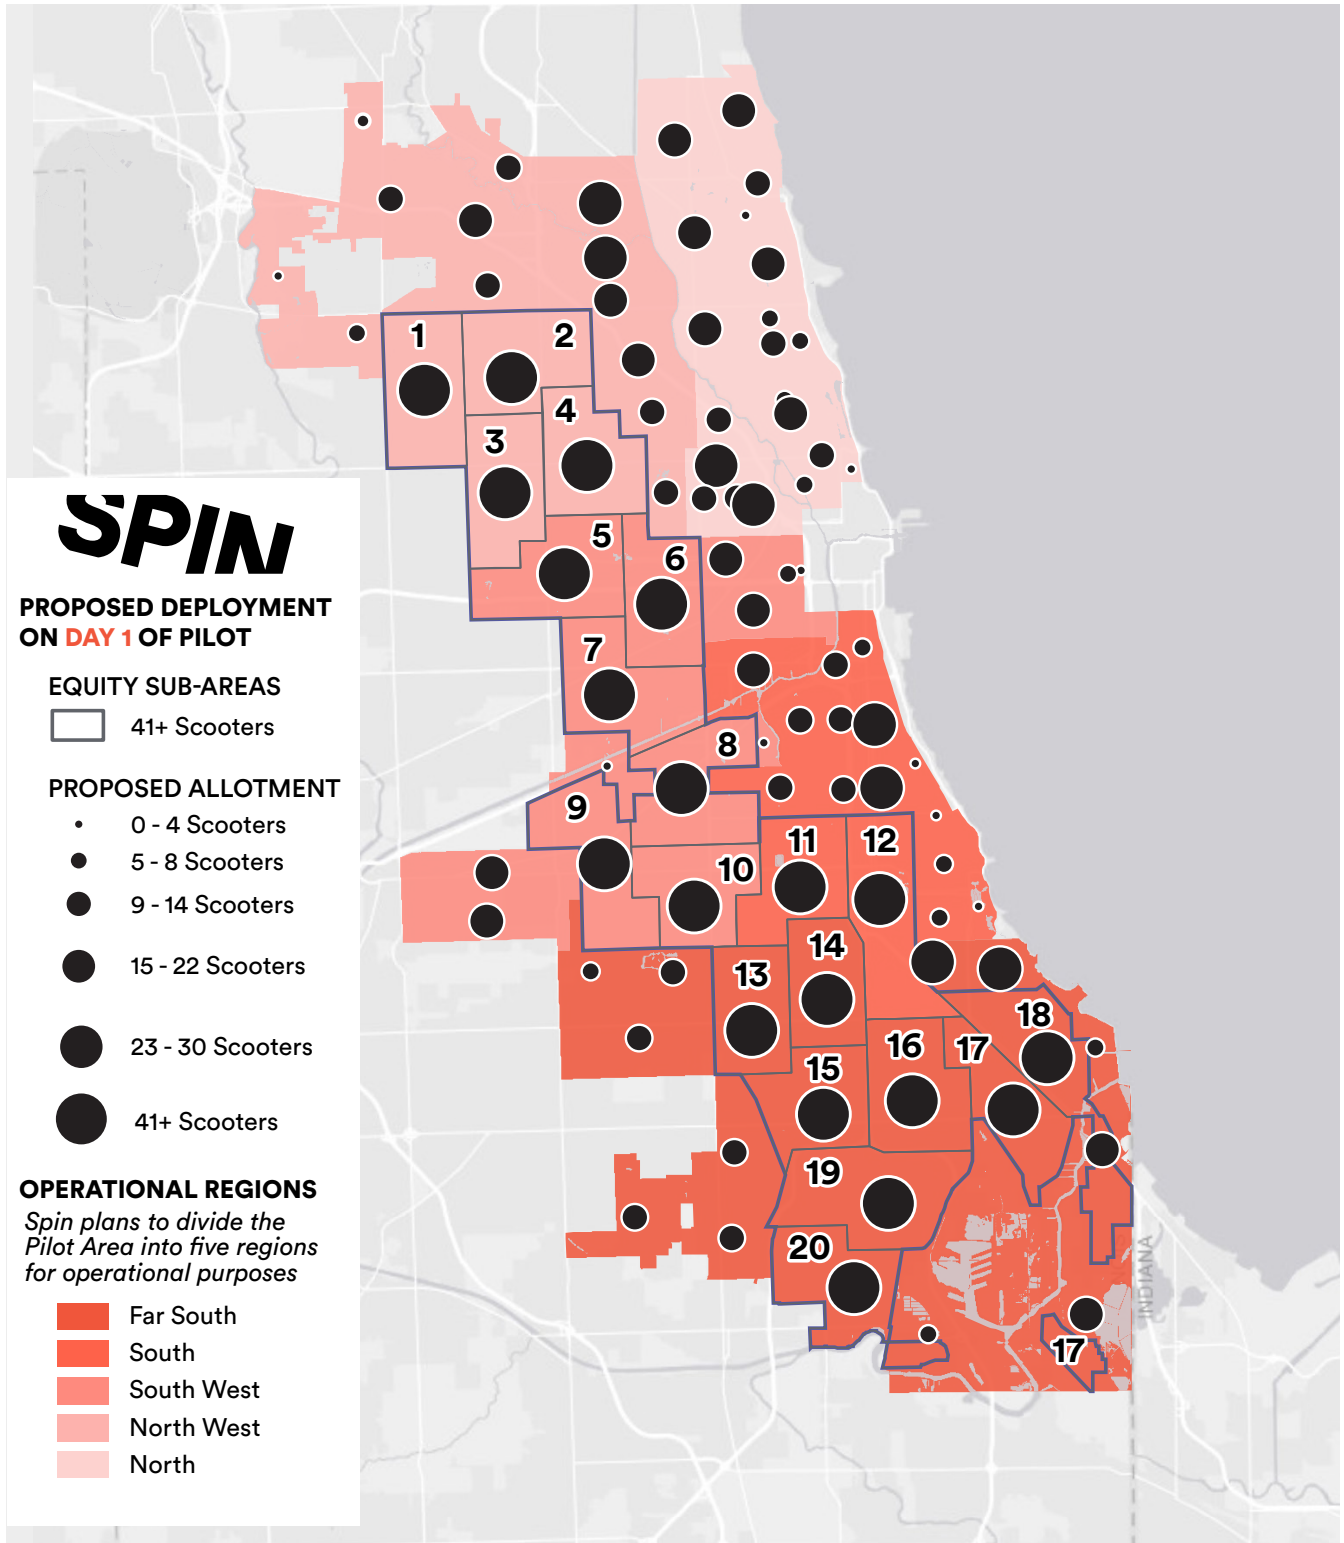 SPIN
PROPOSED DEPLOYMENT
ON DAY 1 OF PILOT
EQUITY SUB-AREAS
41+ Scooters
PROPOSED ALLOTMENT
0 - 4 Scooters
5 - 8 Scooters
9 - 14 Scooters
15 - 22 Scooters
23 - 30 Scooters
41+ Scooters
OPERATIONAL REGIONS
Spin plans to divide the
Pilot Area into five regions
for operational purposes
Far South
South
South West
North West
North
1
2
3
4
5
6
7
8
9
10
11
12
13
14
15
16
17
18
19
20
17
INDIANA